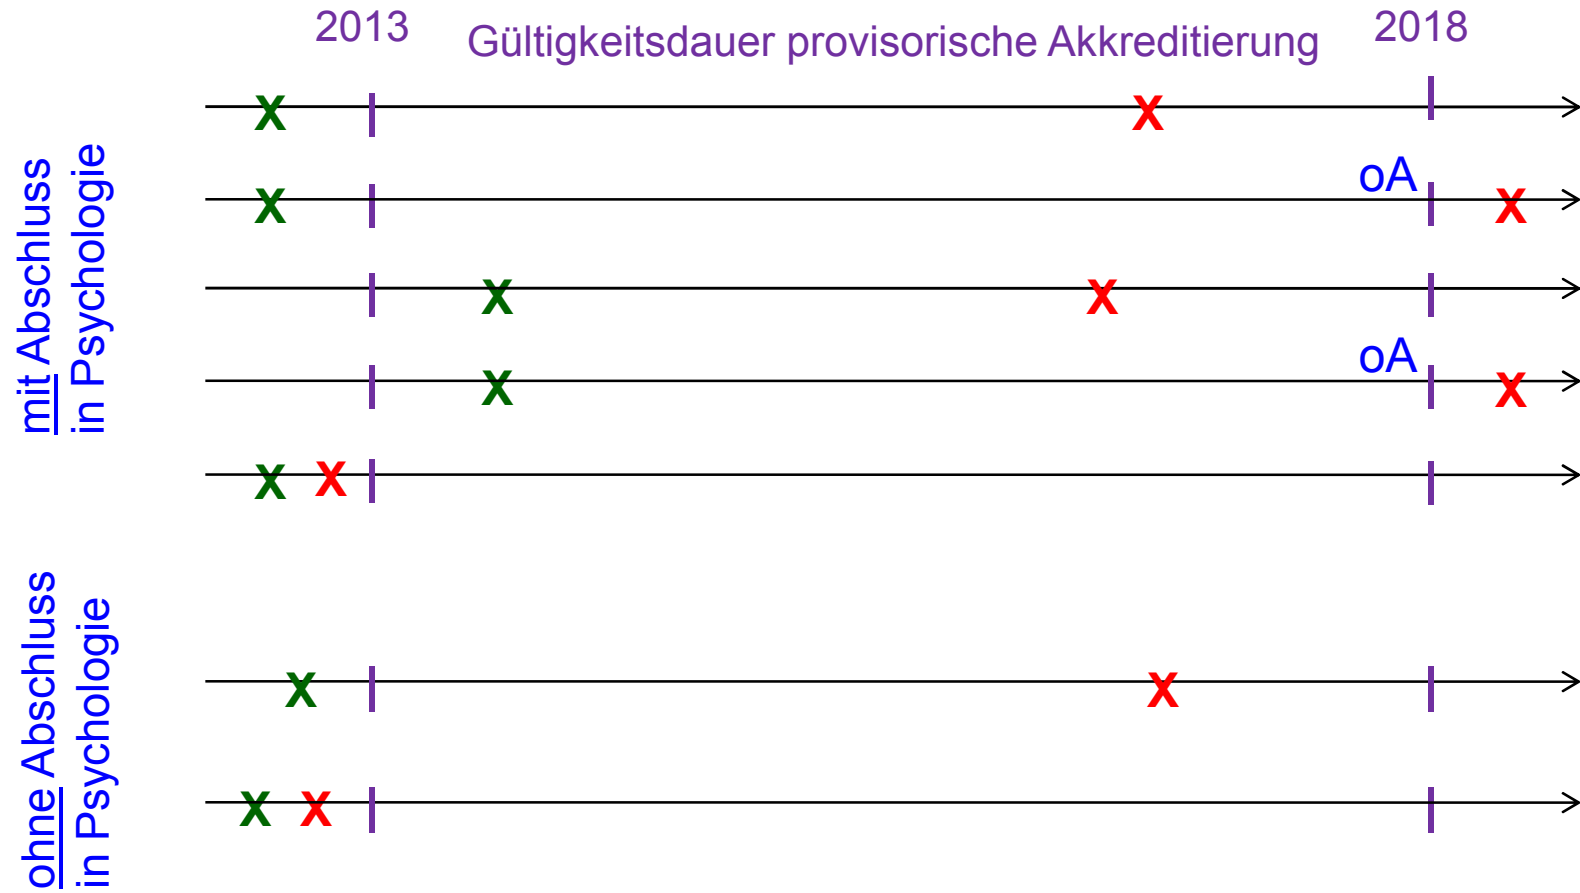 2013
Gültigkeitsdauer provisorische Akkreditierung
2018
X
X
mit Abschluss
in Psychologie
oA
X
X
X
X
oA
X
X
X
X
ohne Abschluss
in Psychologie
X
X
X
X